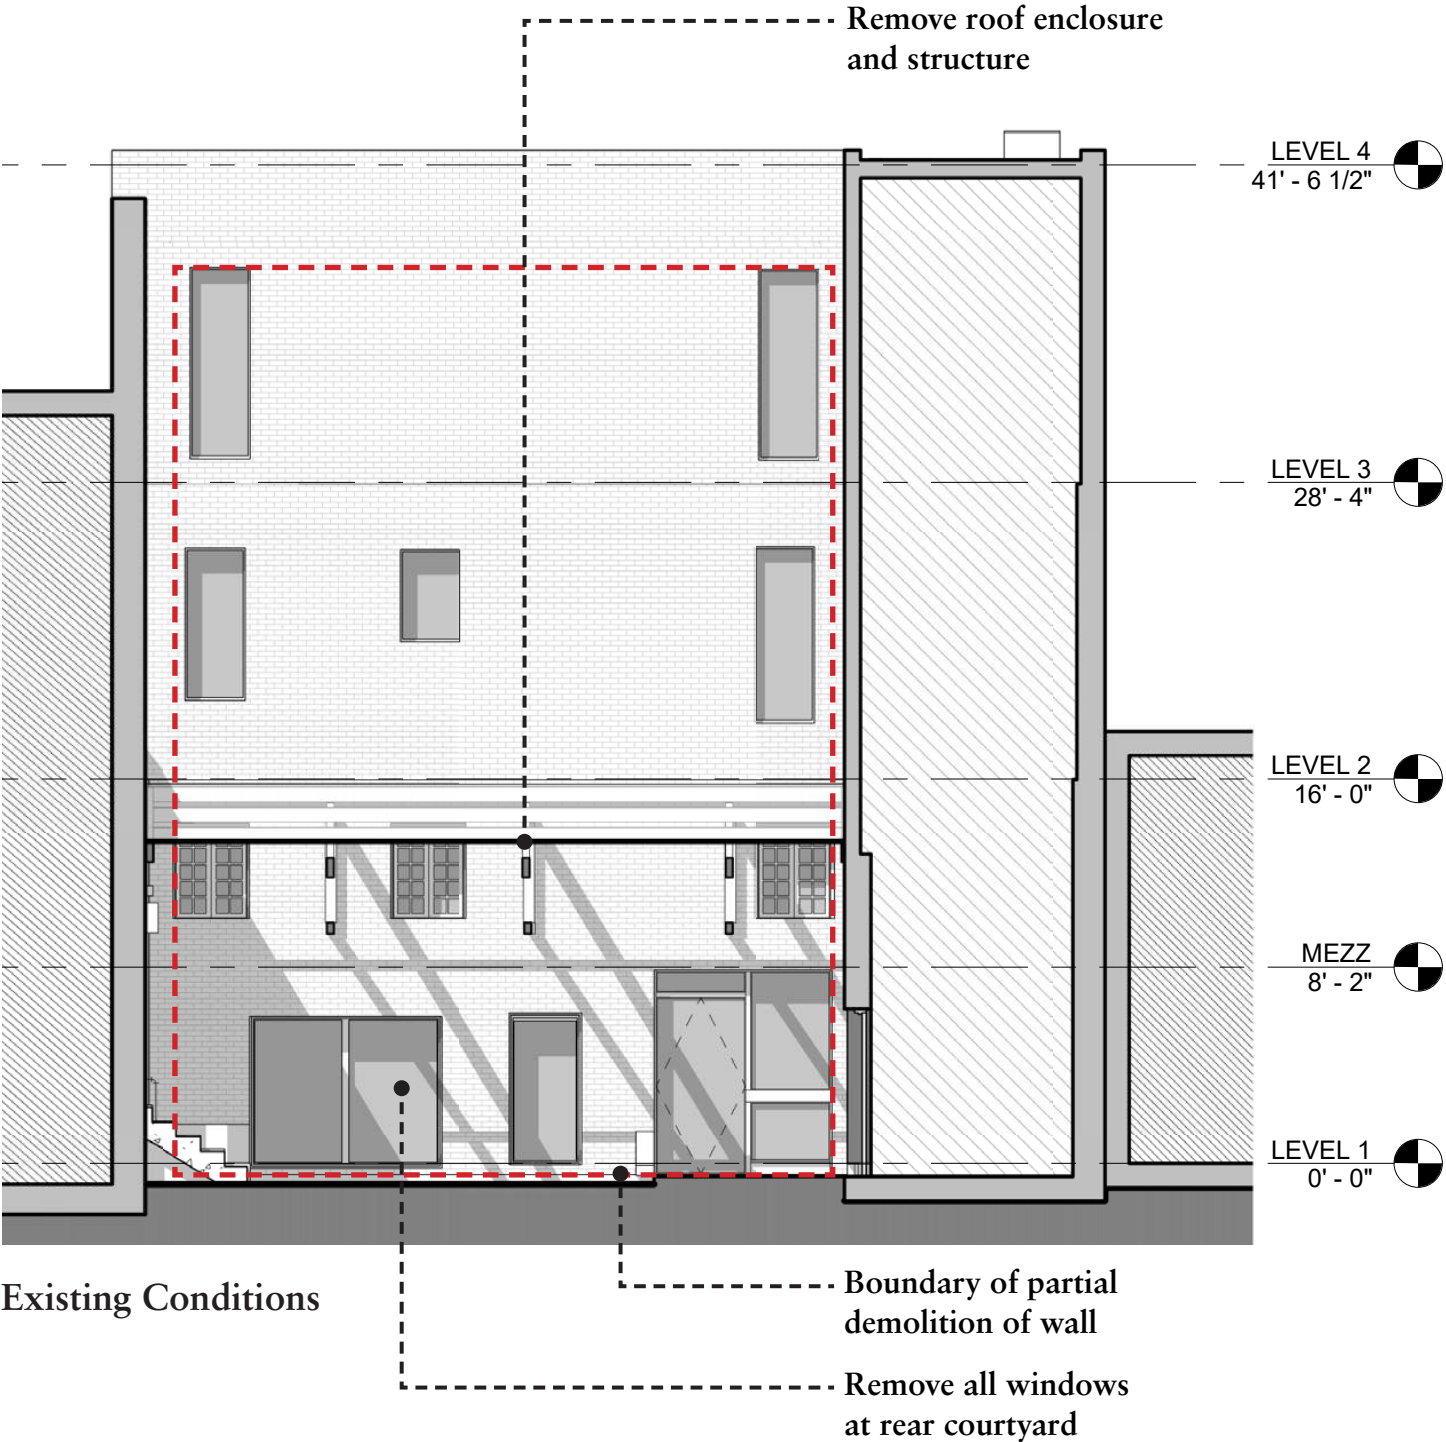 Remove roof enclosure
and structure
LEVEL 4
41' - 6 1/2"
LEVEL 3
28' - 4"
LEVEL 2
16' - 0"
MEZZ
8' - 2"
LEVEL 1
0' - 0"
Existing Conditions
Boundary of partial
demolition of wall
Remove all windows
at rear courtyard